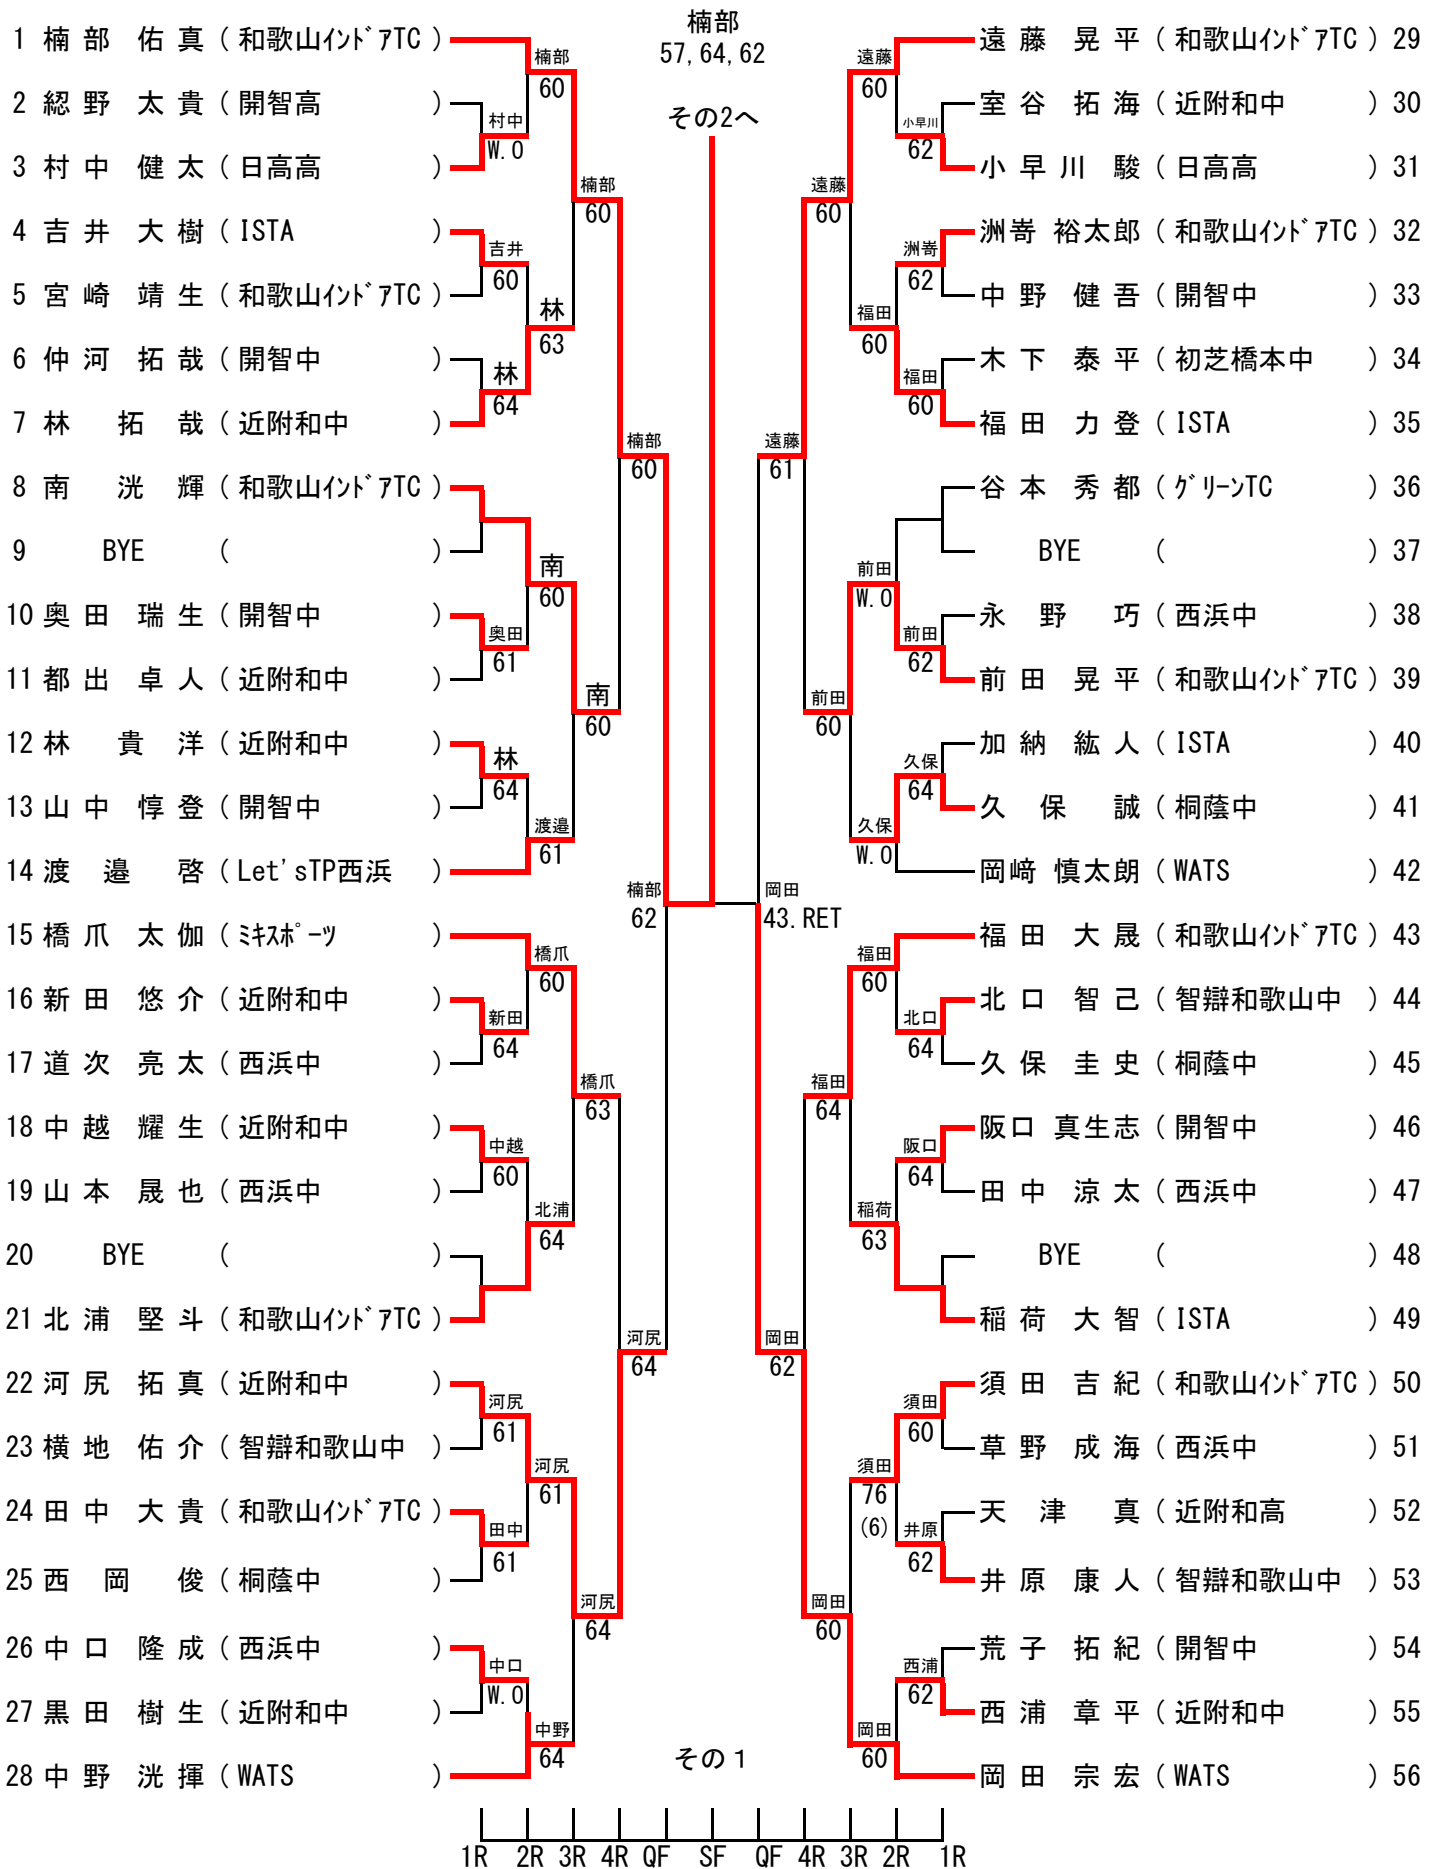 楠部
57, 64, 62
その2へ
1 楠部 佑真 ( 和歌山インドアTC )
楠部
60
2 綛野 太貴 ( 開智高 )
村中
W.O
3 村中 健太 ( 日高高 )
楠部
60
4 吉井 大樹 ( ISTA )
吉井
60
5 宮崎 靖生 ( 和歌山インドアTC )
林
63
6 仲河 拓哉 ( 開智中 )
林
64
7 林 拓哉 ( 近附和中 )
楠部
60
8 南 洸輝 ( 和歌山インドアTC )
9 BYE ( )
南
60
10 奥田 瑞生 ( 開智中 )
奥田
61
11 都出 卓人 ( 近附和中 )
南
60
12 林 貴洋 ( 近附和中 )
林
64
13 山中 惇登 ( 開智中 )
渡邉
61
14 渡邉 啓 ( Let'sTP西浜 )
楠部
62
15 橋爪 太伽 ( ミキスポーツ )
橋爪
60
16 新田 悠介 ( 近附和中 )
新田
64
17 道次 亮太 ( 西浜中 )
橋爪
63
18 中越 耀生 ( 近附和中 )
中越
60
19 山本 晟也 ( 西浜中 )
北浦
64
20 BYE ( )
21 北浦 堅斗 ( 和歌山インドアTC )
河尻
64
22 河尻 拓真 ( 近附和中 )
河尻
61
23 横地 佑介 ( 智辯和歌山中 )
河尻
61
24 田中 大貴 ( 和歌山インドアTC )
田中
61
25 西岡 俊 ( 桐蔭中 )
河尻
64
26 中口 隆成 ( 西浜中 )
中口
W.O
27 黒田 樹生 ( 近附和中 )
中野
64
28 中野 洸揮 ( WATS )
遠藤 晃平 ( 和歌山インドアTC ) 29
遠藤
60
室谷 拓海 ( 近附和中 ) 30
小早川
62
小早川 駿 ( 日高高 ) 31
遠藤
60
洲嵜 裕太郎 ( 和歌山インドアTC ) 32
洲嵜
62
中野 健吾 ( 開智中 ) 33
福田
60
木下 泰平 ( 初芝橋本中 ) 34
福田
60
福田 力登 ( ISTA ) 35
遠藤
61
谷本 秀都 ( グリーンTC ) 36
BYE ( ) 37
前田
W.O
永野 巧 ( 西浜中 ) 38
前田
62
前田 晃平 ( 和歌山インドアTC ) 39
前田
60
加納 紘人 ( ISTA ) 40
久保
64
久保 誠 ( 桐蔭中 ) 41
久保
W.O
岡﨑 慎太朗 ( WATS ) 42
岡田
43.RET
福田 大晟 ( 和歌山インドアTC ) 43
福田
60
北口 智己 ( 智辯和歌山中 ) 44
北口
64
久保 圭史 ( 桐蔭中 ) 45
福田
64
阪口 真生志 ( 開智中 ) 46
阪口
64
田中 涼太 ( 西浜中 ) 47
稲荷
63
BYE ( ) 48
稲荷 大智 ( ISTA ) 49
岡田
62
須田 吉紀 ( 和歌山インドアTC ) 50
須田
60
草野 成海 ( 西浜中 ) 51
須田
76
(6)
天津 真 ( 近附和高 ) 52
井原
62
井原 康人 ( 智辯和歌山中 ) 53
岡田
60
荒子 拓紀 ( 開智中 ) 54
西浦
62
西浦 章平 ( 近附和中 ) 55
岡田
60
岡田 宗宏 ( WATS ) 56
その1
1R 2R 3R 4R QF SF QF 4R 3R 2R 1R